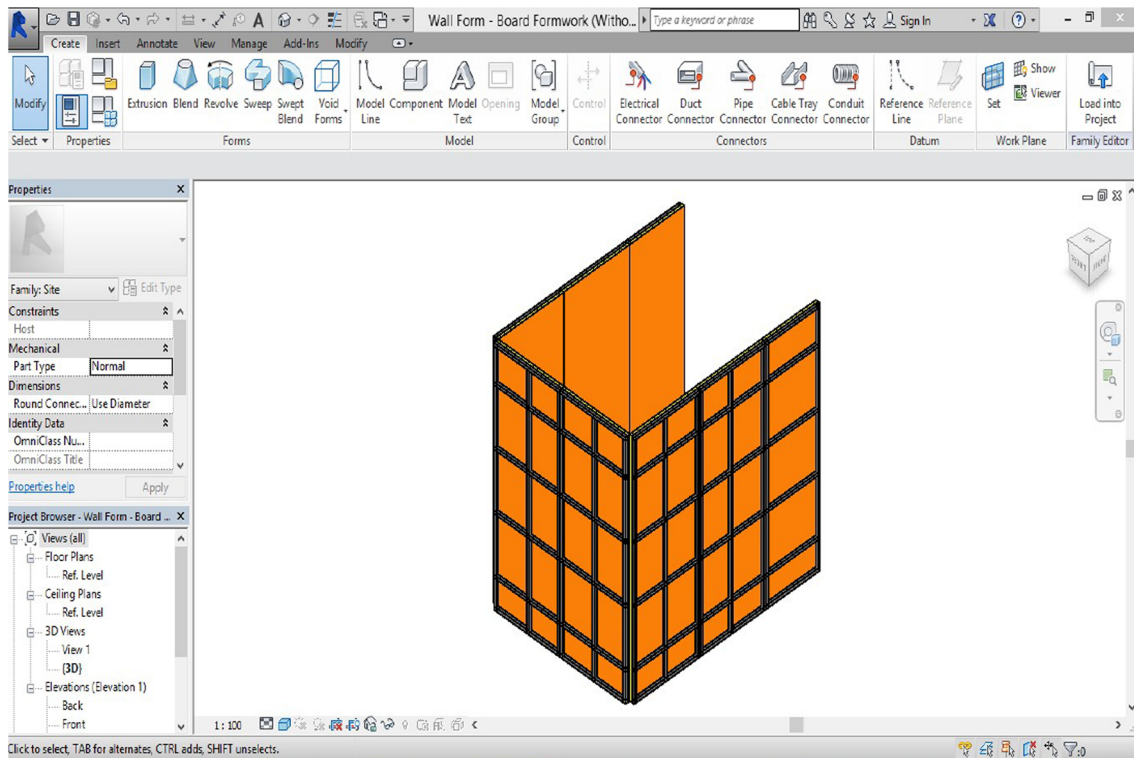 Wall Form - Board Formwork (Witho...
Type a keyword or phrase
Sign In
Create Insert Annotate View Manage Add-Ins Modify
Modify
Extrusion Blend Revolve Sweep Swept Blend Void Forms
Model Line Component Model Text Opening Model Group
Control
Electrical Connector Duct Connector Pipe Connector Cable Tray Connector Conduit Connector
Reference Line Reference Plane
Set Show Viewer
Load into Project
Select Properties Forms Model Control Connectors Datum Work Plane Family Editor
Properties X
Family: Site Edit Type
Constraints
Host
Mechanical
Part Type Normal
Dimensions
Round Connec... Use Diameter
Identity Data
OmniClass Nu...
OmniClass Title
Properties help Apply
Project Browser - Wall Form - Board ... X
Views (all)
Floor Plans
Ref. Level
Ceiling Plans
Ref. Level
3D Views
View 1
{3D}
Elevations (Elevation 1)
Back
Front
1 : 100
Click to select, TAB for alternates, CTRL adds, SHIFT unselects.
:0